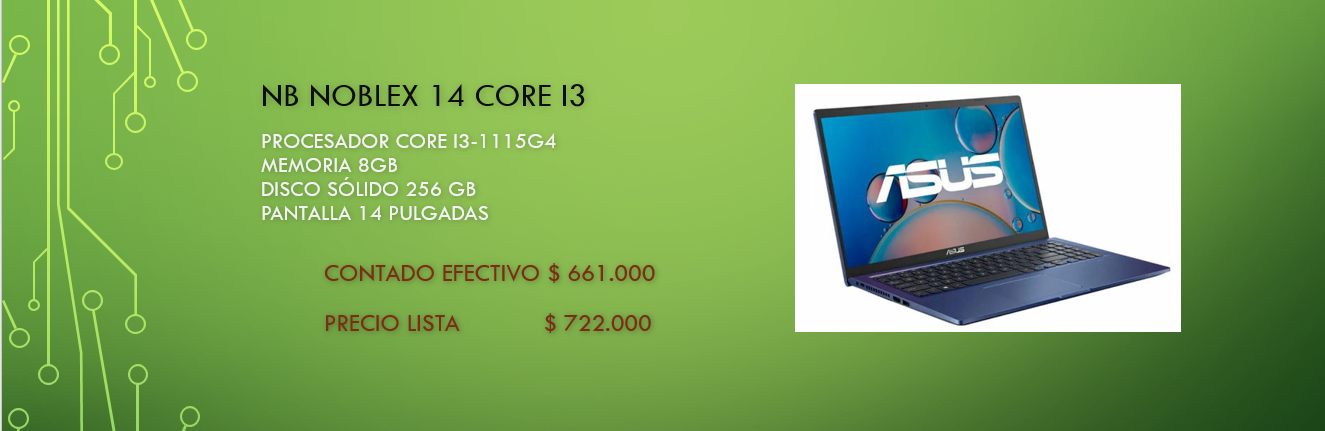 NB NOBLEX 14 CORE I3
PROCESADOR CORE I3-1115G4
MEMORIA 8GB
DISCO SÓLIDO 256 GB
PANTALLA 14 PULGADAS
CONTADO EFECTIVO $ 661.000
PRECIO LISTA $ 722.000
ASUS
ASUS